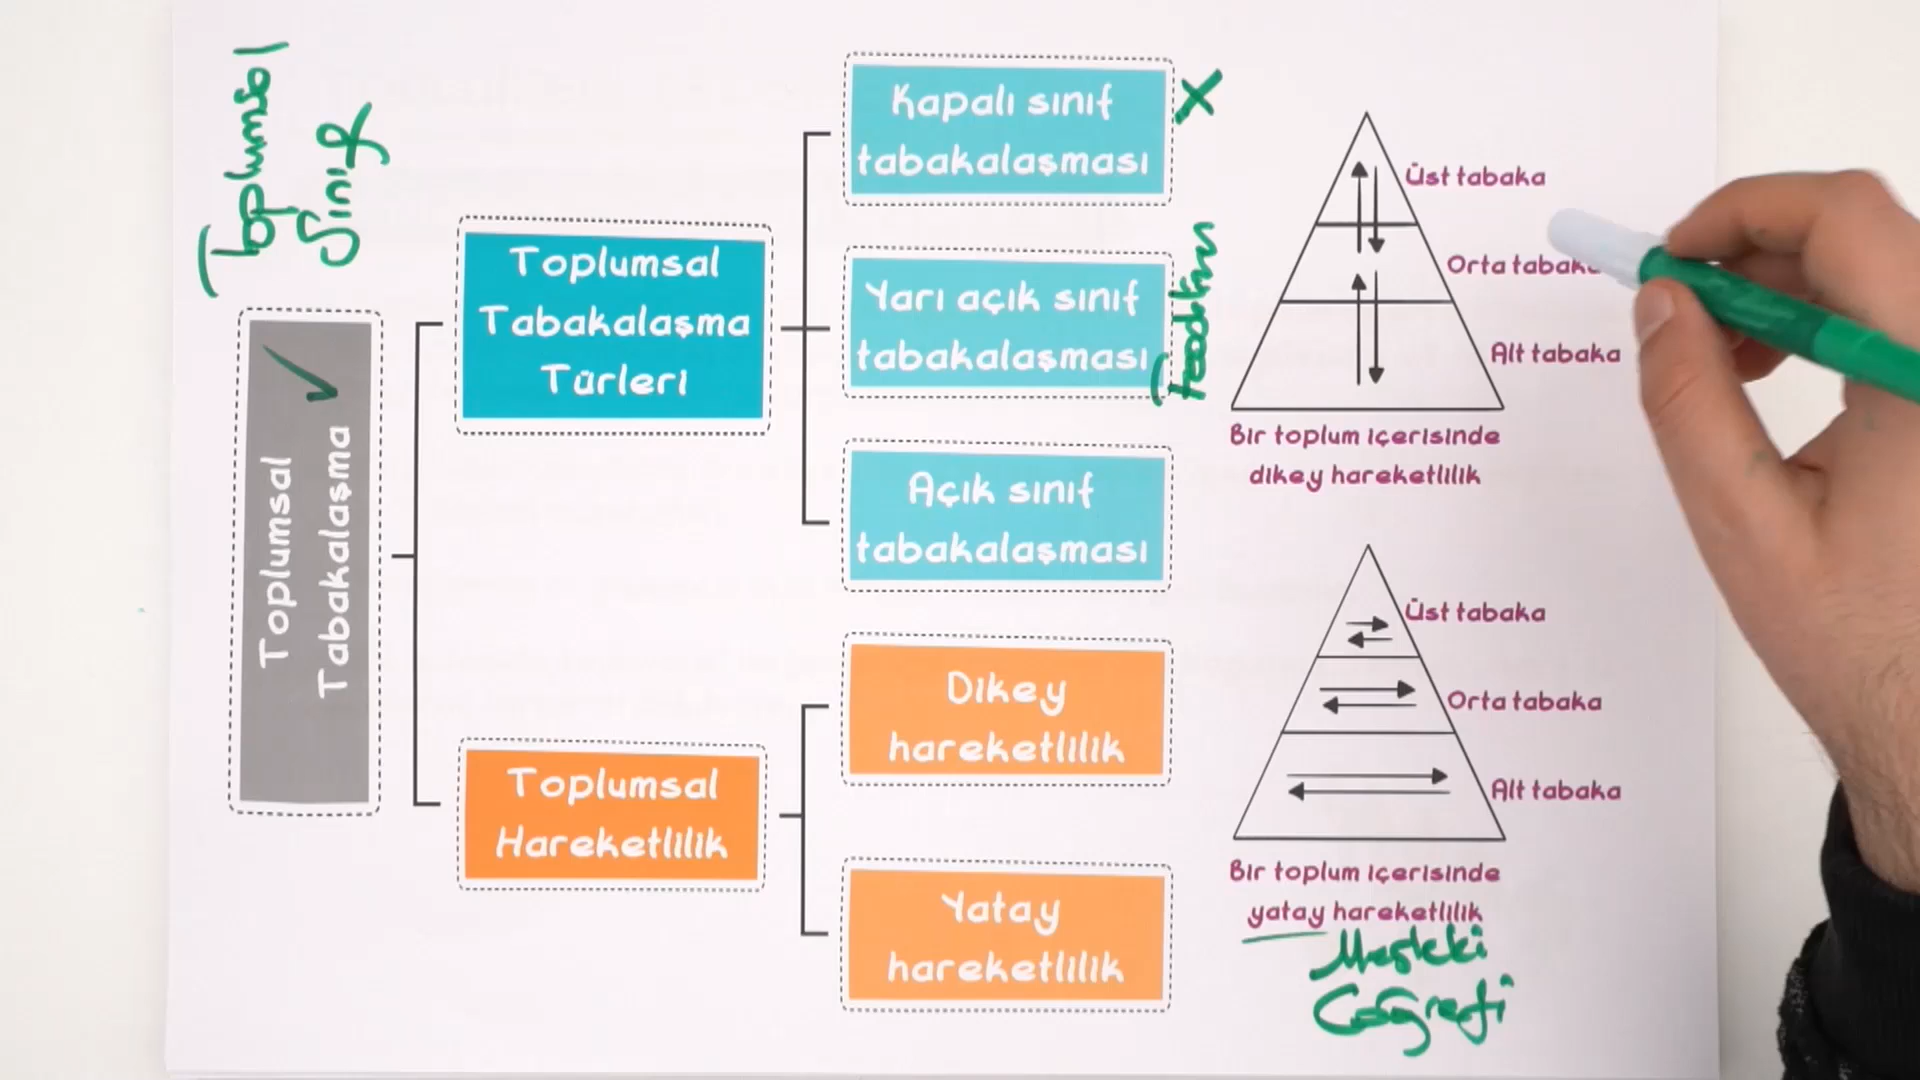 Toplumsal
Sınıf
Toplumsal
Tabakalaşma
Toplumsal
Tabakalaşma
Türleri
Toplumsal
Hareketlilik
Kapalı sınıf
tabakalaşması
X
Yarı açık sınıf
tabakalaşması
Açık sınıf
tabakalaşması
Dikey
hareketlilik
Yatay
hareketlilik
Üst tabaka
Orta tabaka
Alt tabaka
Bir toplum içerisinde
dikey hareketlilik
Üst tabaka
Orta tabaka
Alt tabaka
Bir toplum içerisinde
yatay hareketlilik
Mesleki
Coğrafi